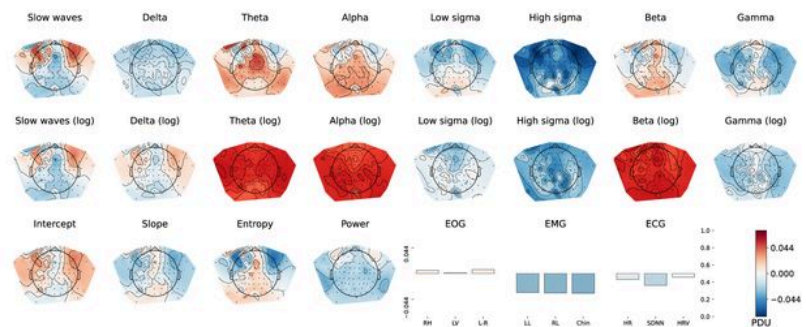 Slow waves Delta Theta Alpha Low sigma High sigma Beta Gamma
Slow waves (log) Delta (log) Theta (log) Alpha (log) Low sigma (log) High sigma (log) Beta (log) Gamma (log)
Intercept Slope Entropy Power EOG EMG ECG
0.044
−0.044
RH LV L-R
LL RL Chin
HR SDNN HRV
1.0
0.8
0.6
0.4
0.2
0.0
0.044
0.000
−0.044
PDU